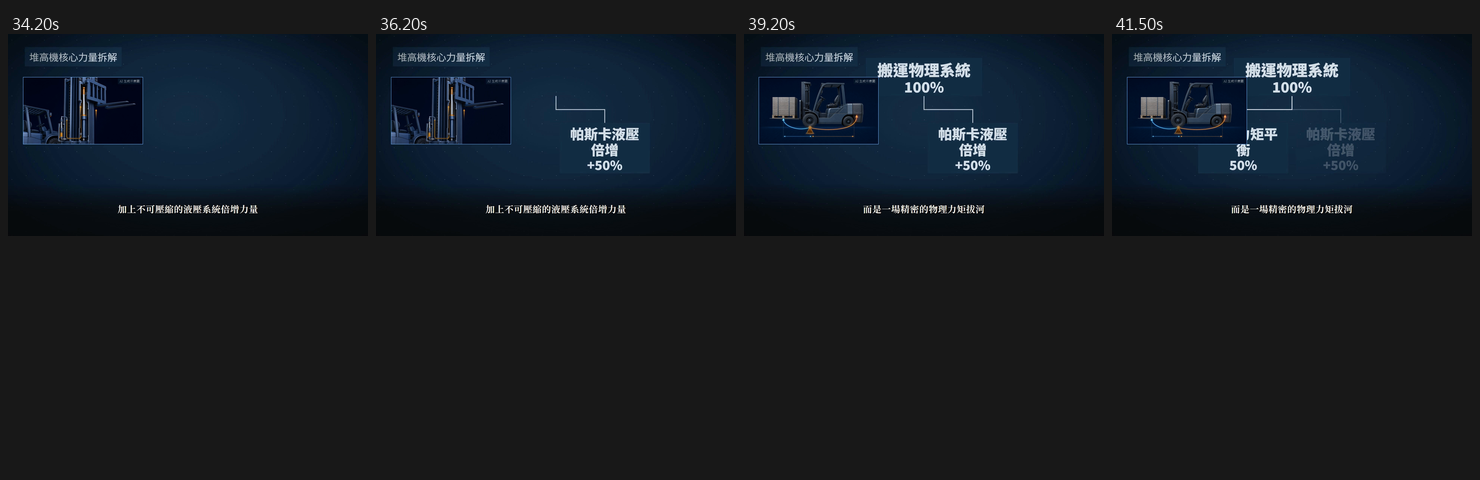 34.20s
堆高機核心力量拆解
加上不可壓縮的液壓系統倍增力量
36.20s
堆高機核心力量拆解
帕斯卡液壓
倍增
+50%
加上不可壓縮的液壓系統倍增力量
39.20s
堆高機核心力量拆解
搬運物理系統
100%
帕斯卡液壓
倍增
+50%
而是一場精密的物理力矩拔河
41.50s
堆高機核心力量拆解
搬運物理系統
100%
矩平
衡
50%
帕斯卡液壓
倍增
+50%
而是一場精密的物理力矩拔河